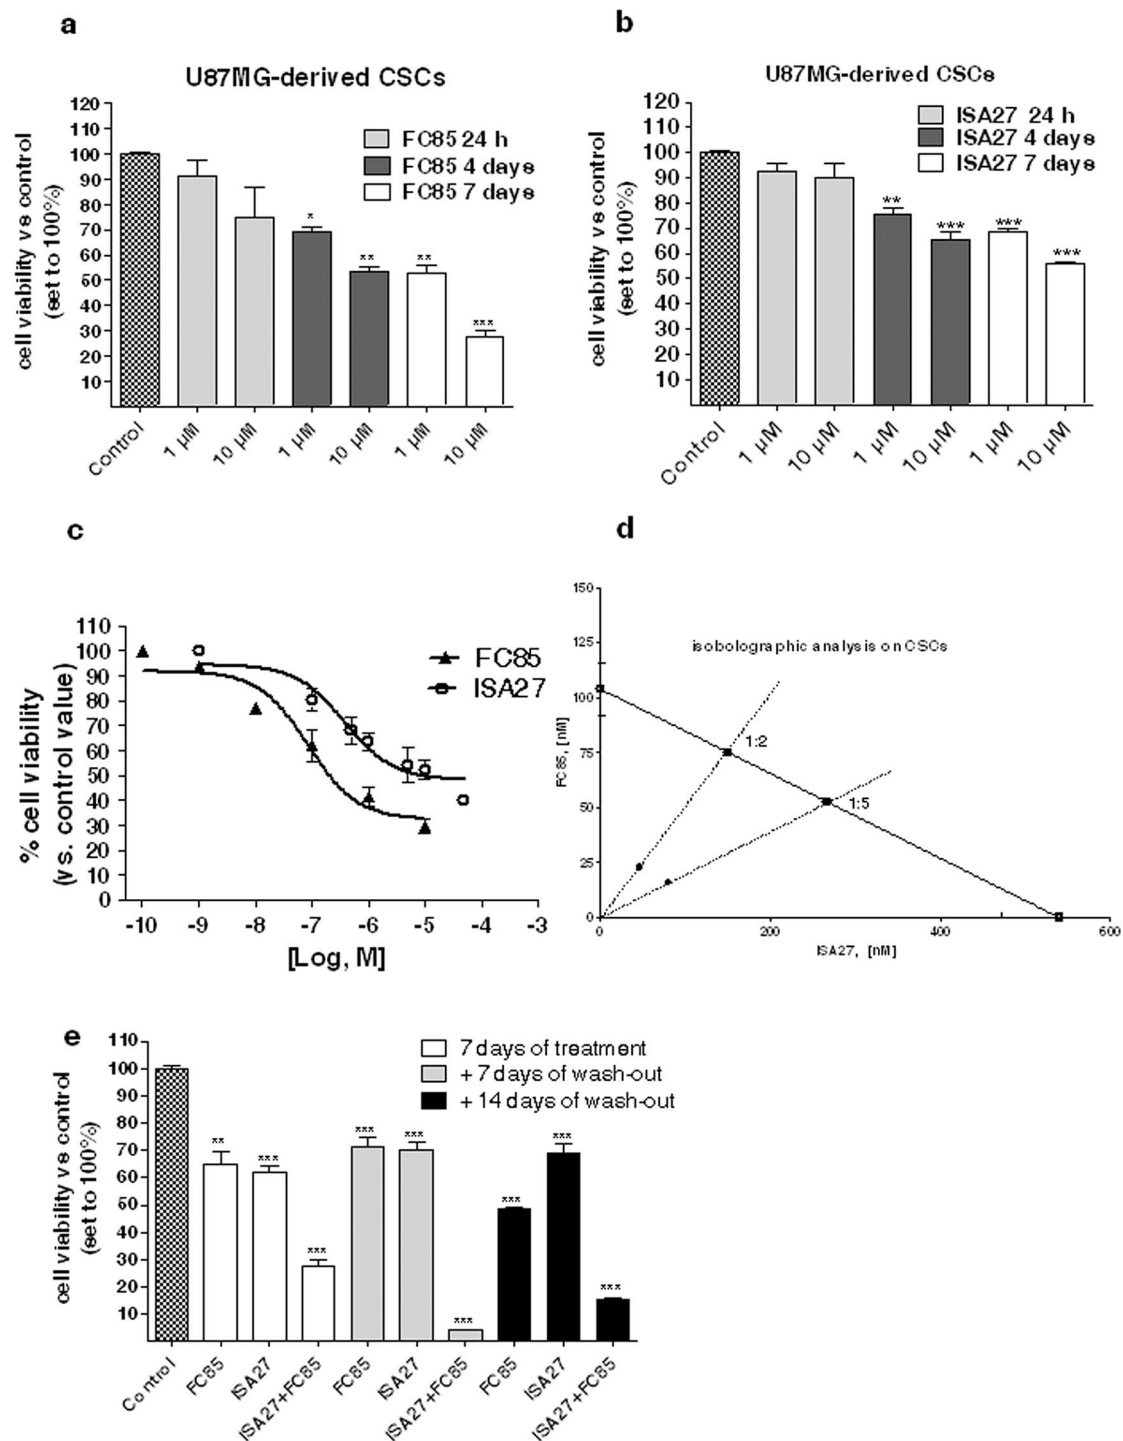 a
U87MG-derived CSCs
FC85 24 h
FC85 4 days
FC85 7 days
cell viability vs control
(set to 100%)
120
110
100
90
80
70
60
50
40
30
20
10
*
**
**
***
Control
1 µM
10 µM
1 µM
10 µM
1 µM
10 µM
b
U87MG-derived CSCs
ISA27 24 h
ISA27 4 days
ISA27 7 days
cell viability vs control
(set to 100%)
120
110
100
90
80
70
60
50
40
30
20
10
**
***
***
***
Control
1 µM
10 µM
1 µM
10 µM
1 µM
10 µM
c
% cell viability
(vs. control value)
110
100
90
80
70
60
50
40
30
20
10
0
FC85
ISA27
-10
-9
-8
-7
-6
-5
-4
-3
[Log, M]
d
isobolographic analysis on CSCs
FC85, [nM]
150
125
100
75
50
25
0
1:2
1:5
0
200
400
600
ISA27, [nM]
e
7 days of treatment
+ 7 days of wash-out
+ 14 days of wash-out
cell viability vs control
(set to 100%)
110
100
90
80
70
60
50
40
30
20
10
**
***
***
***
***
***
***
***
***
Control
FC85
ISA27
ISA27+FC85
FC85
ISA27
ISA27+FC85
FC85
ISA27
ISA27+FC85